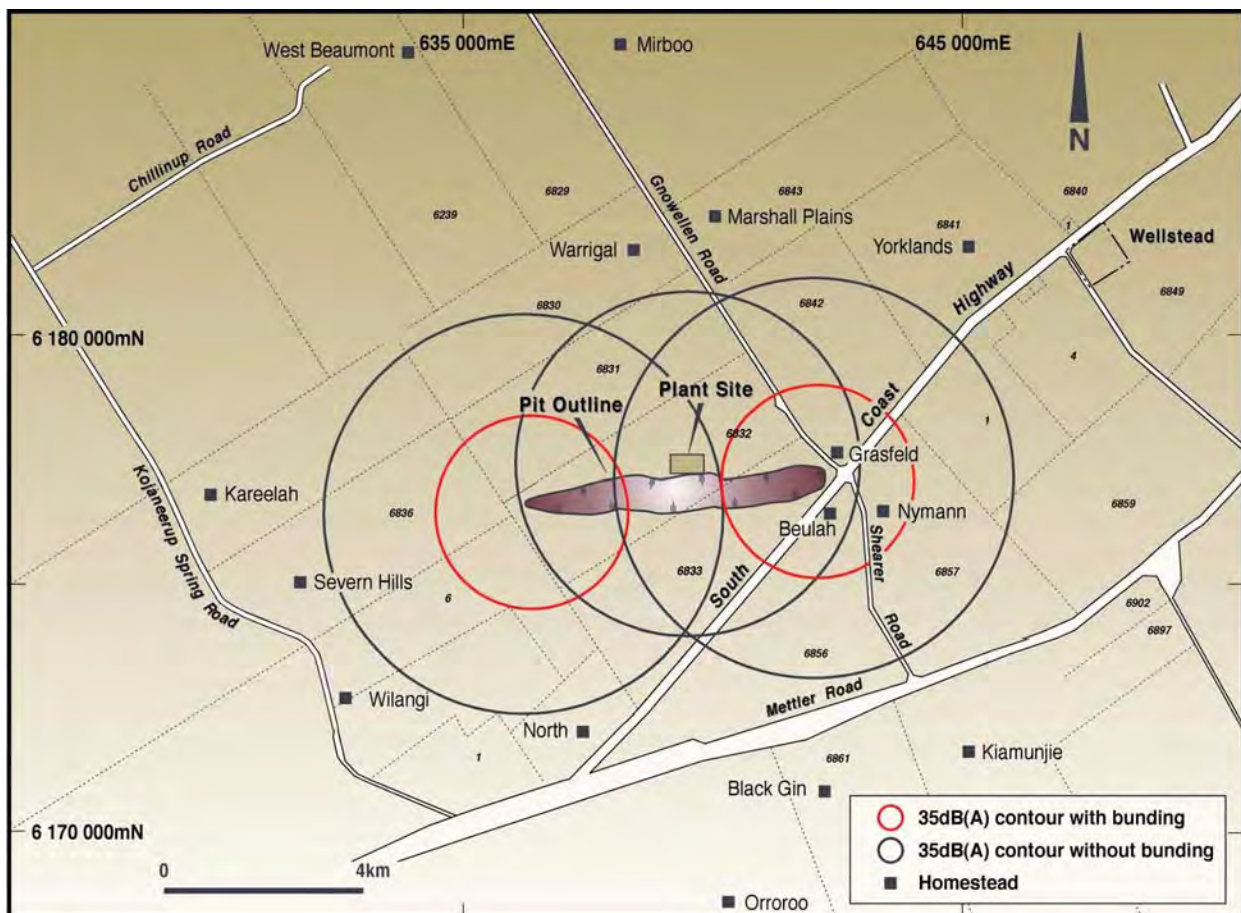 635 000mE
645 000mE
West Beaumont
Mirboo
N
Chillinup Road
Gnowellen Road
6829
6843
6840
6239
Marshall Plains
6841
1
Wellstead
Warrigal
Yorklands
Highway
6849
6830
6842
6 180 000mN
4
6831
Plant Site
Coast
Pit Outline
6832
1
Grasfeld
Kareelah
6836
Beulah
Nymann
6859
Kojaneerup Spring Road
Shearer
Road
Severn Hills
6
6833
South
6857
6902
6897
6856
Mettler Road
Wilangi
North
1
6861
Kiamunjie
Black Gin
6 170 000mN
35dB(A) contour with bunding
35dB(A) contour without bunding
Homestead
0
4km
Orroroo